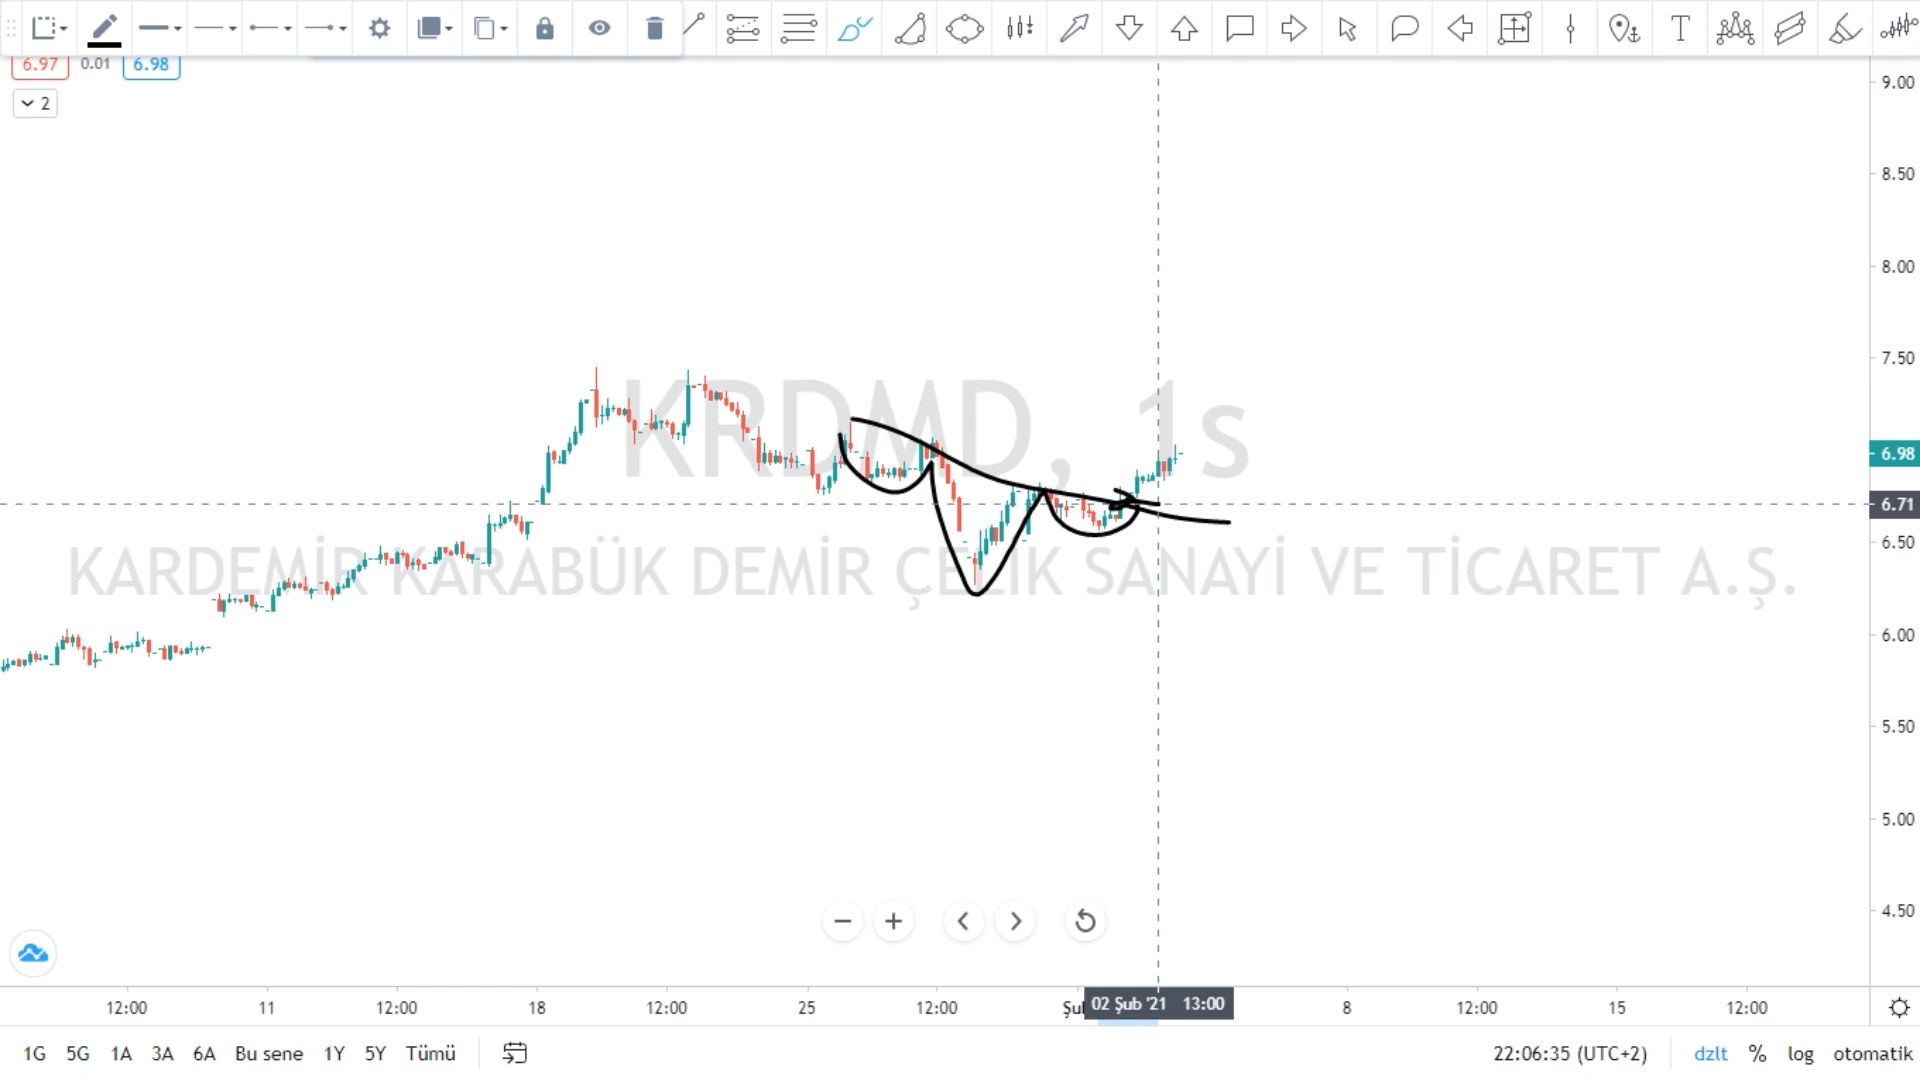 T
6.97 0.01 6.98
2
9.00
8.50
8.00
7.50
KRDMD, 1s
6.98
6.71
6.50
KARDEMİR KARABÜK DEMİR ÇELİK SANAYİ VE TİCARET A.Ş.
6.00
5.50
5.00
4.50
12:00 11 12:00 18 12:00 25 12:00 02 Şub '21 13:00 8 12:00 15 12:00
1G 5G 1A 3A 6A Bu sene 1Y 5Y Tümü 22:06:35 (UTC+2) dzlt % log otomatik